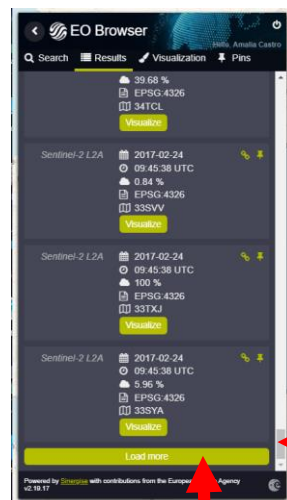 EO Browser
Hello, Amalia Castro
Search Results Visualization Pins
39.68 %
EPSG:4326
34TCL
Visualize
Sentinel-2 L2A 2017-02-24
09:45:38 UTC
0.84 %
EPSG:4326
33SVV
Visualize
Sentinel-2 L2A 2017-02-24
09:45:38 UTC
100 %
EPSG:4326
33TXJ
Visualize
Sentinel-2 L2A 2017-02-24
09:45:38 UTC
5.96 %
EPSG:4326
33SYA
Visualize
Load more
Powered by Sinergise with contributions from the European Agency
v2.19.17